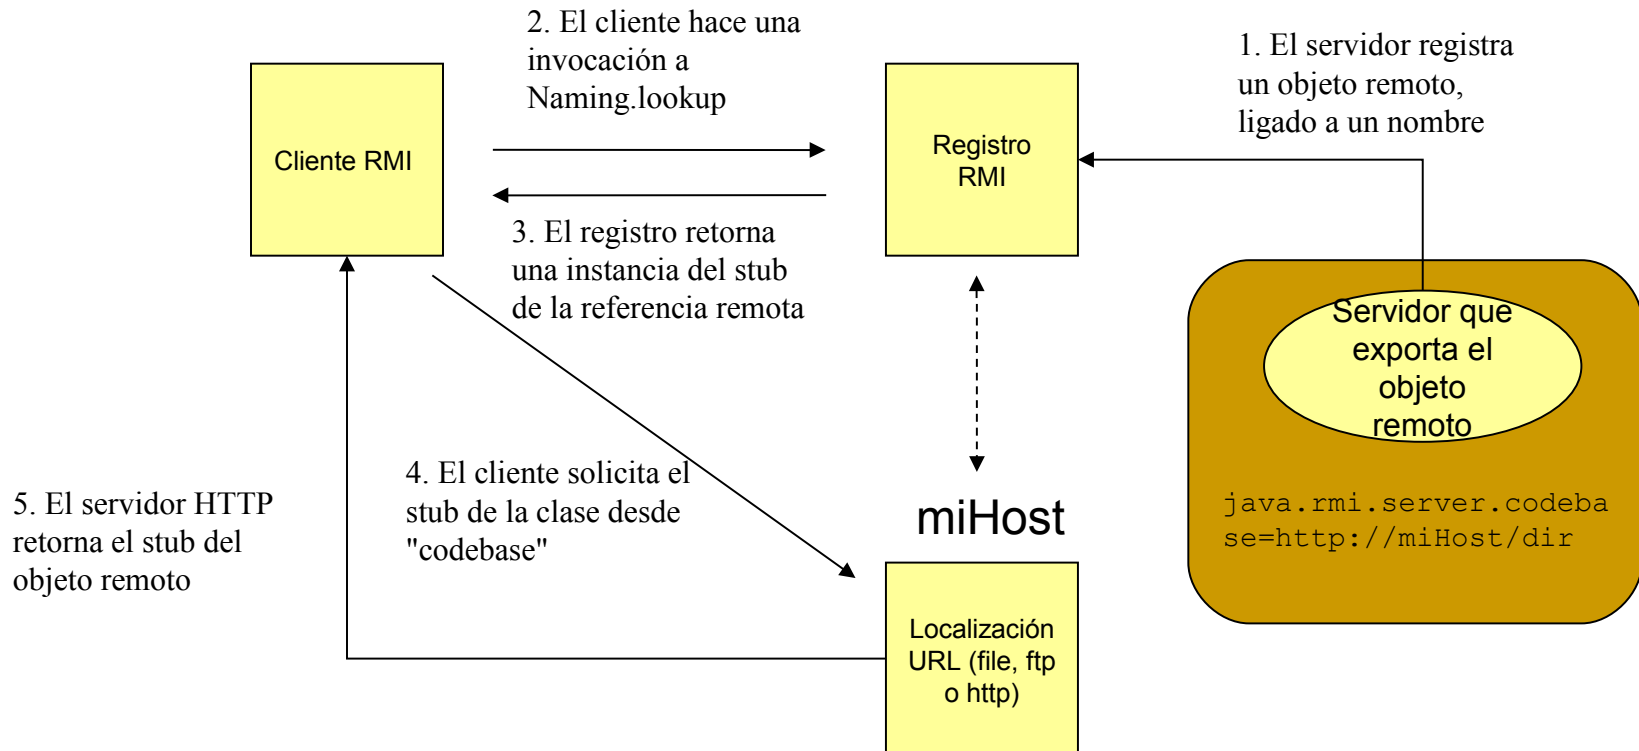 2. El cliente hace una
invocación a
Naming.lookup
1. El servidor registra
un objeto remoto,
ligado a un nombre
Cliente RMI
Registro
RMI
3. El registro retorna
una instancia del stub
de la referencia remota
Servidor que
exporta el
objeto
remoto
java.rmi.server.codeba
se=http://miHost/dir
4. El cliente solicita el
stub de la clase desde
"codebase"
5. El servidor HTTP
retorna el stub del
objeto remoto
miHost
Localización
URL (file, ftp
o http)